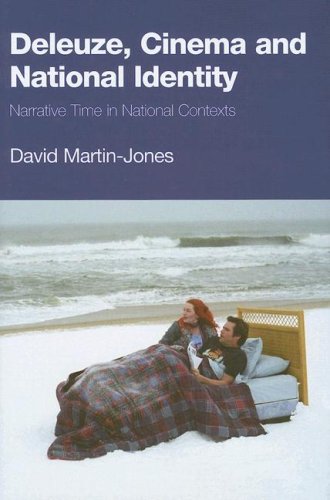 Deleuze, Cinema and
National Identity
Narrative Time in National Contexts
David Martin-Jones